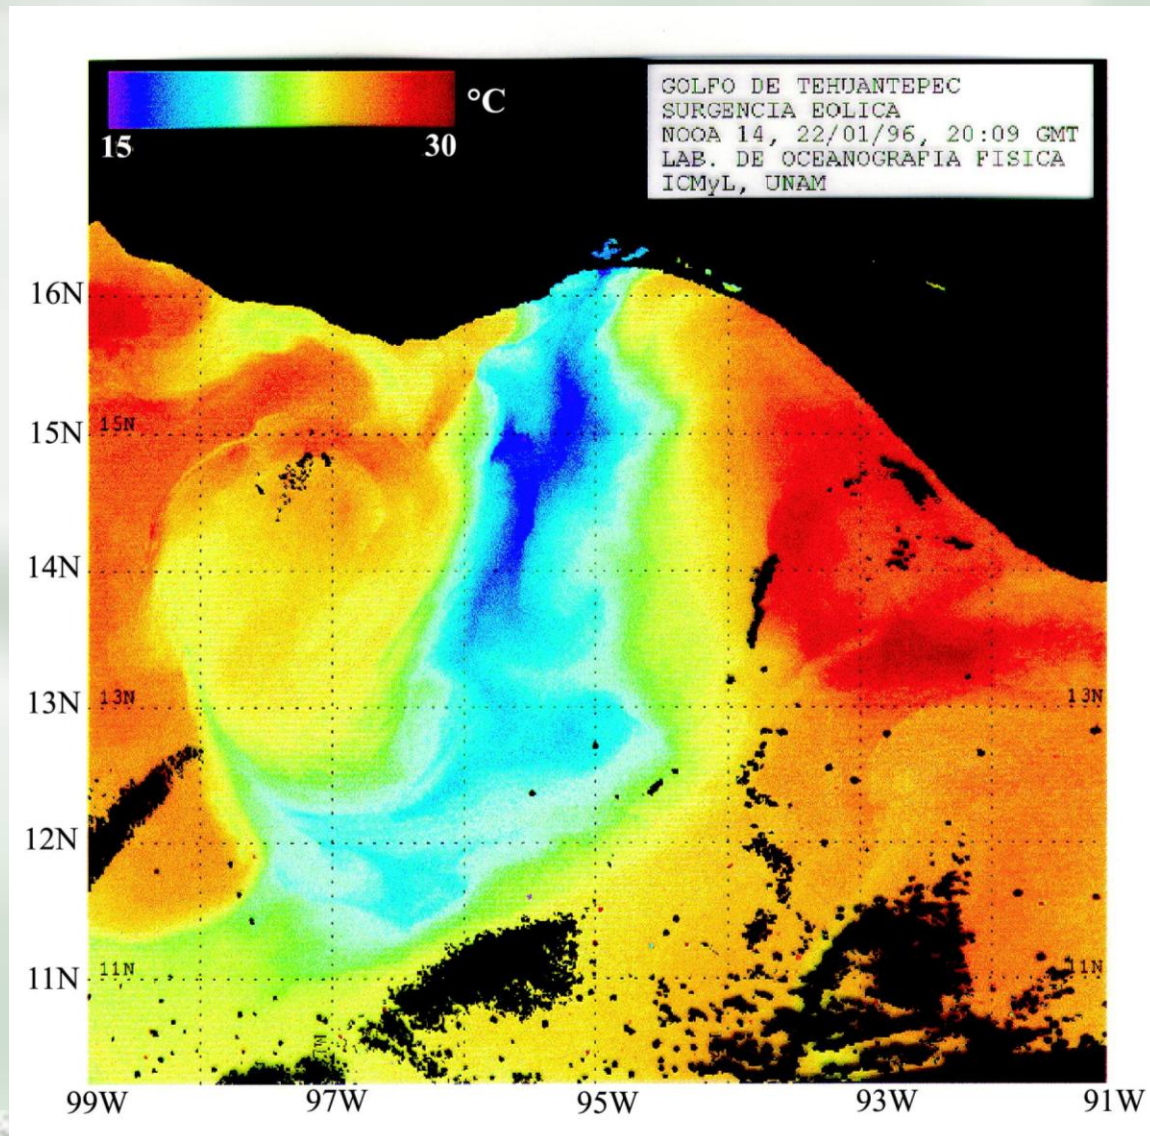 °C
15 30
GOLFO DE TEHUANTEPEC
SURGENCIA EOLICA
NOOA 14, 22/01/96, 20:09 GMT
LAB. DE OCEANOGRAFIA FISICA
ICMyL, UNAM
16N
15N 15N
14N
13N 13N 13N
12N
11N 11N 11N
99W 97W 95W 93W 91W